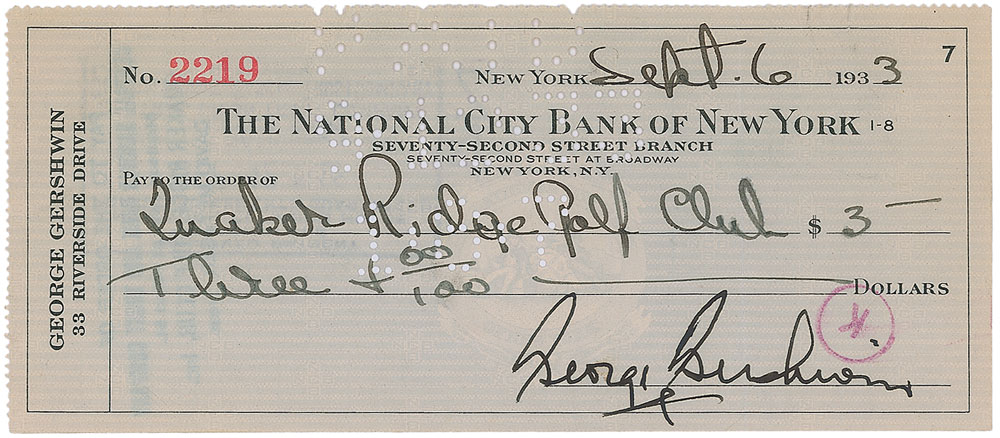 7
No. 2219 NEW YORK Sept. 6 1933
THE NATIONAL CITY BANK OF NEW YORK 1-8
SEVENTY-SECOND STREET BRANCH
SEVENTY-SECOND STREET AT BROADWAY
NEW YORK, N.Y.
PAY TO THE ORDER OF
Quaker Ridge Golf Club $ 3 —
Three + 00/100 — DOLLARS
George Gershwin
GEORGE GERSHWIN
33 RIVERSIDE DRIVE